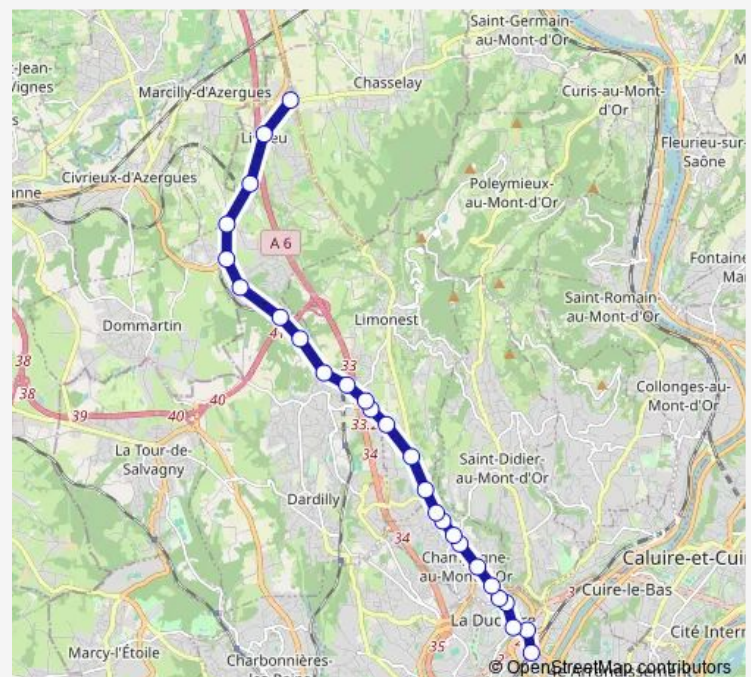 Saint-Germain-
au-Mont-d'Or
Chasselay
Marcilly-d'Azergues
Curis-au-Mont-
d'Or
Fleurieu-sur-
Saône
Civrieux-d'Azergues
Poleymieux-
au-Mont-d'Or
A 6
Fontaine
Saint-Romain-
au-Mont-d'Or
Limonest
Dommartin
33
38
38
39
40
40
Collonges-au-
Mont-d'Or
34
La Tour-de-
Salvagny
Saint-Didier-
au-Mont-d'Or
Dardilly
34
Caluire-et-Cui
Cuire-le-Bas
La Duc
Cité Intern
35
Marcy-l'Étoile
Charbonnières-
© OpenStreetMap contributors